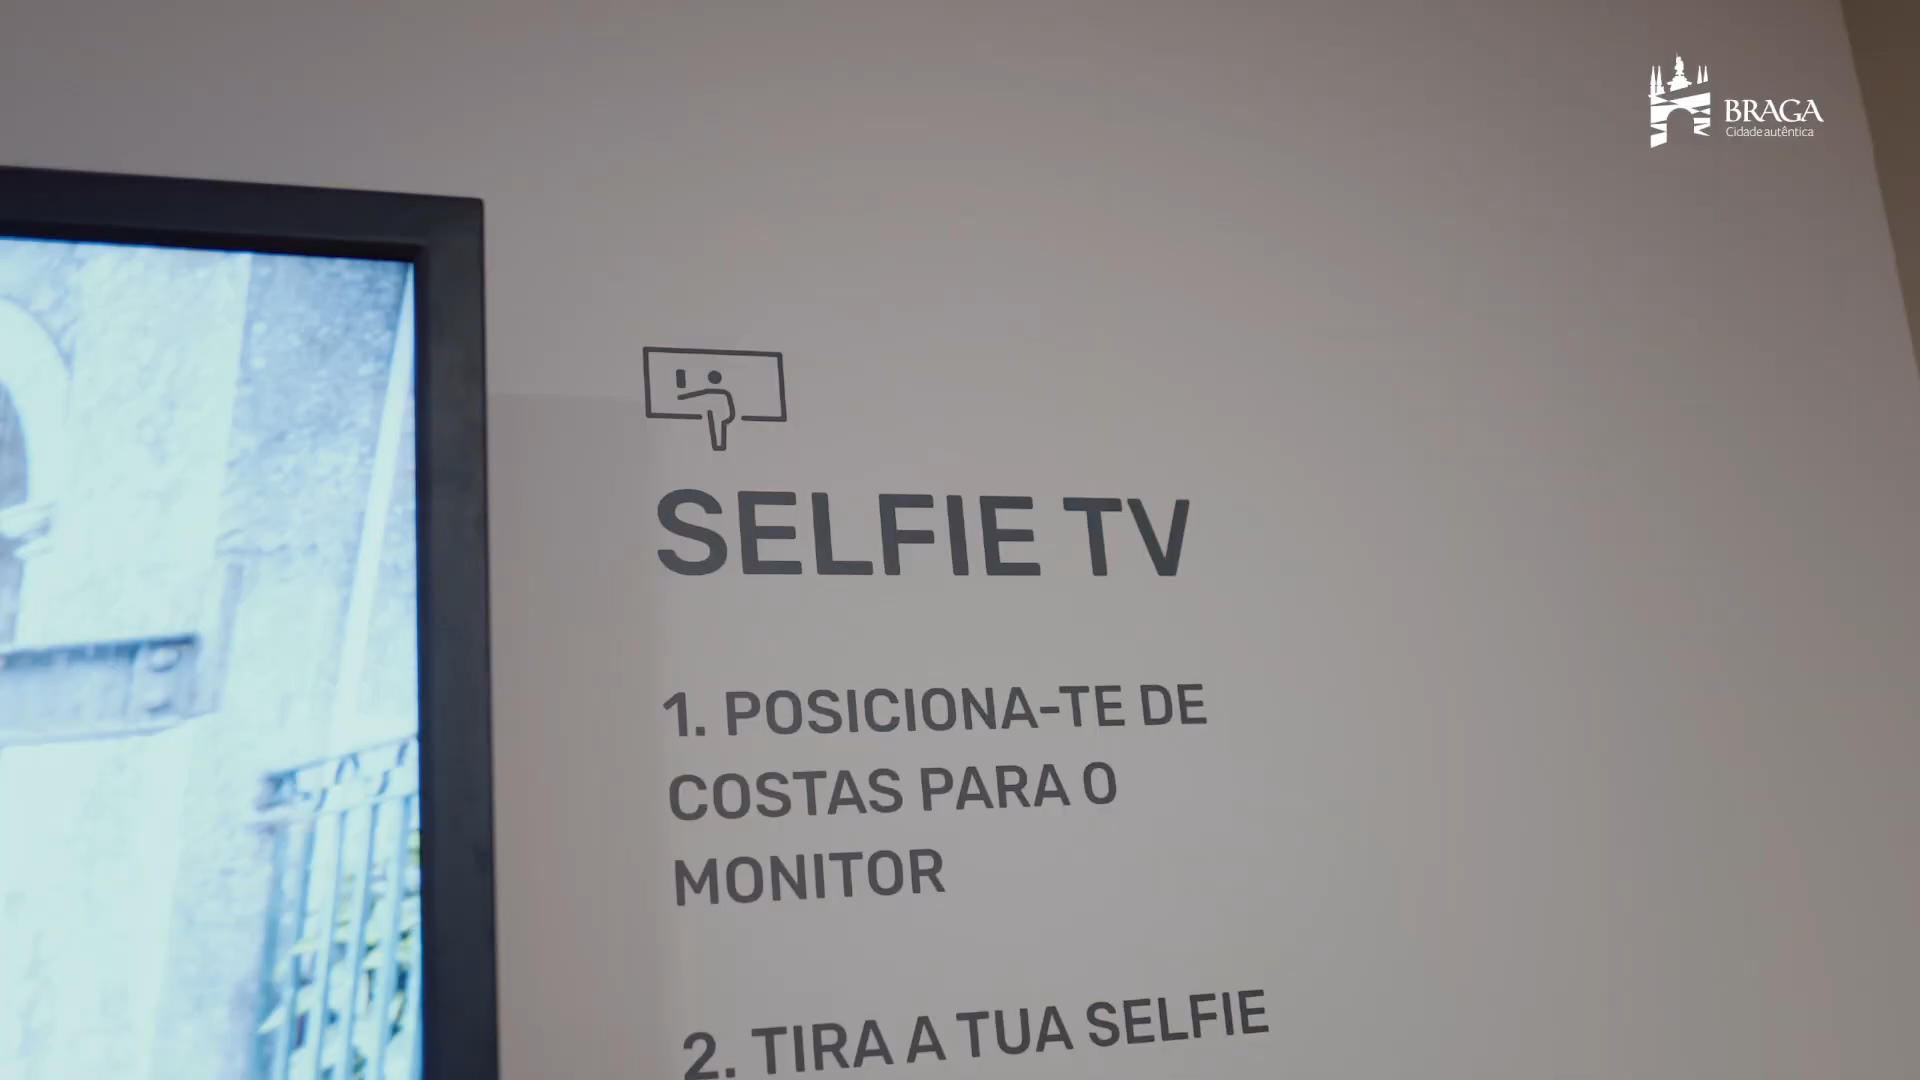 BRAGA
Cidade autêntica
SELFIE TV
1. POSICIONA-TE DE
COSTAS PARA O
MONITOR
2. TIRA A TUA SELFIE